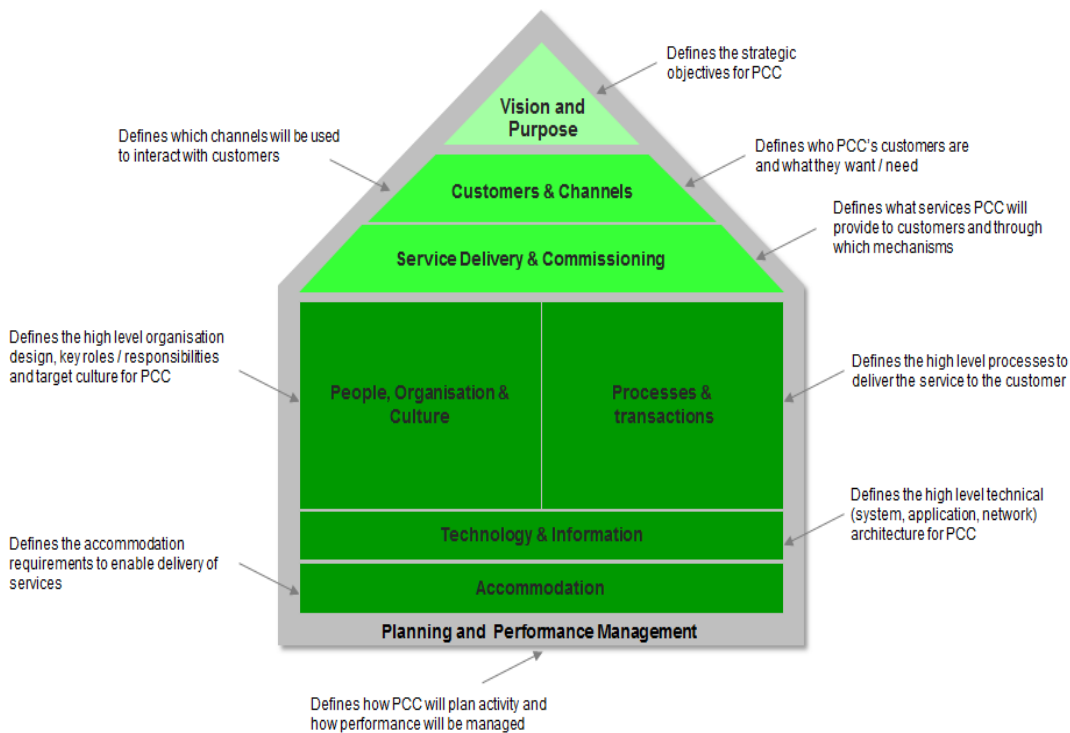 Defines the strategic
objectives for PCC
Vision and
Purpose
Defines which channels will be used
to interact with customers
Defines who PCC's customers are
and what they want / need
Customers & Channels
Defines what services PCC will
provide to customers and through
which mechanisms
Service Delivery & Commissioning
Defines the high level organisation
design, key roles / responsibilities
and target culture for PCC
People, Organisation &
Culture
Processes &
transactions
Defines the high level processes to
deliver the service to the customer
Defines the high level technical
(system, application, network)
architecture for PCC
Technology & Information
Defines the accommodation
requirements to enable delivery of
services
Accommodation
Planning and Performance Management
Defines how PCC will plan activity and
how performance will be managed